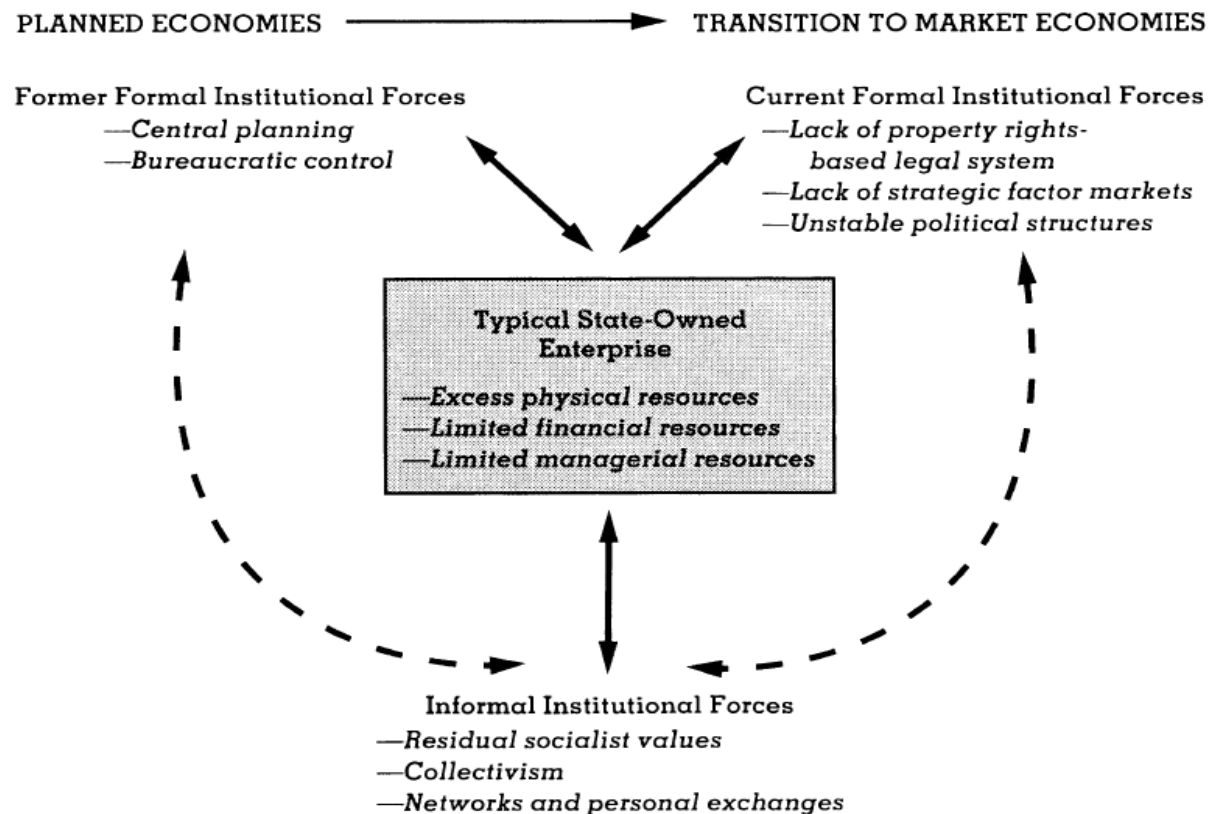 PLANNED ECONOMIES
TRANSITION TO MARKET ECONOMIES
Former Formal Institutional Forces
—Central planning
—Bureaucratic control
Current Formal Institutional Forces
—Lack of property rights-
based legal system
—Lack of strategic factor markets
—Unstable political structures
Typical State-Owned
Enterprise
—Excess physical resources
—Limited financial resources
—Limited managerial resources
Informal Institutional Forces
—Residual socialist values
—Collectivism
—Networks and personal exchanges